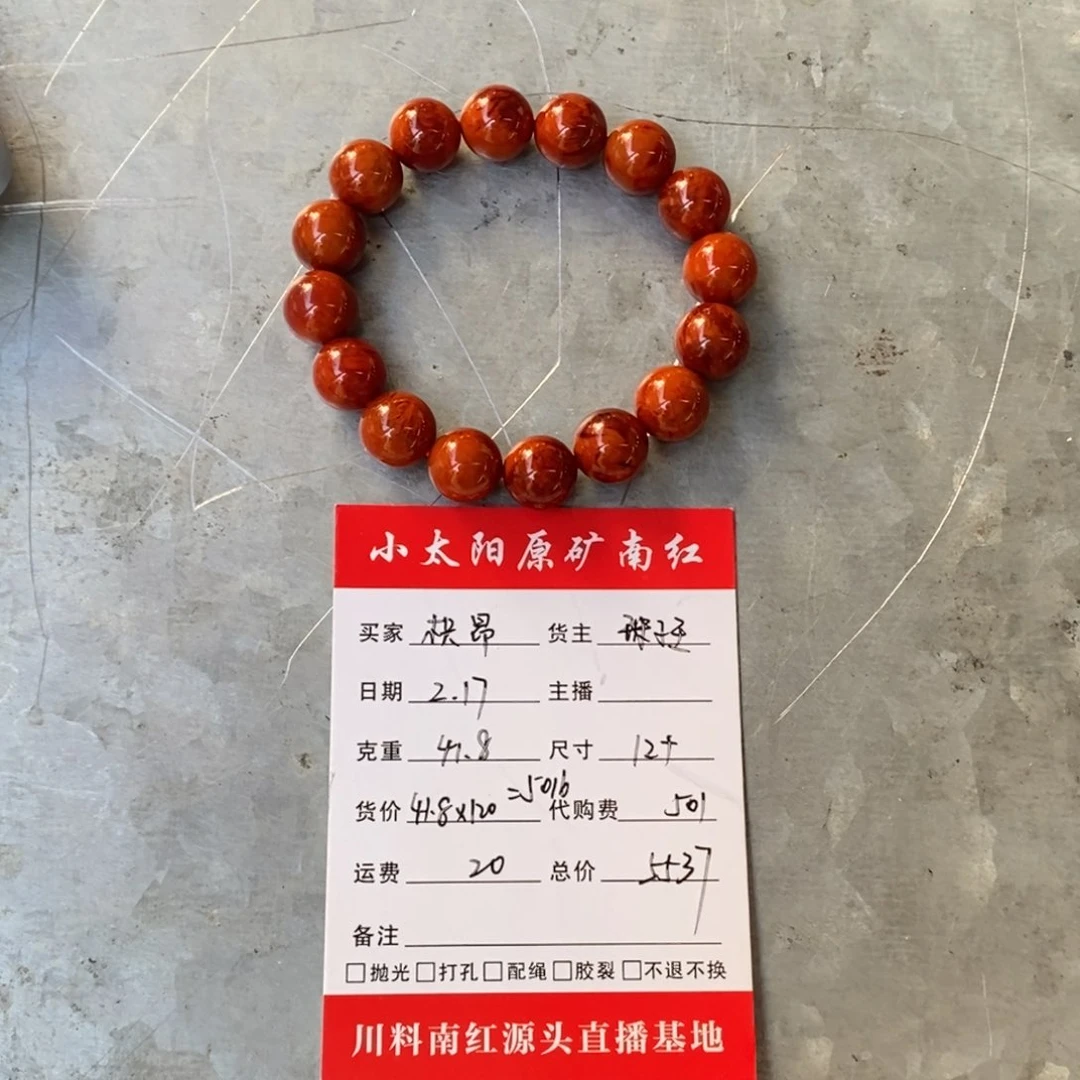 小太阳原矿南红
买家 昂 货主
日期 2.17 主播
克重 41.8 尺寸 12+
=5016
货价 41.8x120 代购费 501
运费 20 总价 5537
备注
□抛光□打孔□配绳□胶裂□不退不换
川料南红源头直播基地